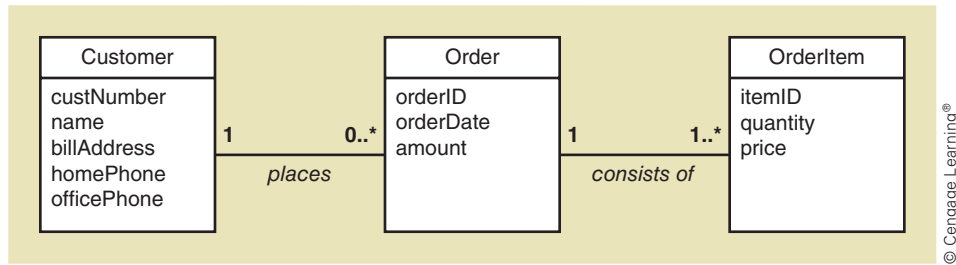 Customer
custNumber
name
billAddress
homePhone
officePhone
1
0..*
places
Order
orderID
orderDate
amount
1
1..*
consists of
OrderItem
itemID
quantity
price
© Cengage Learning®